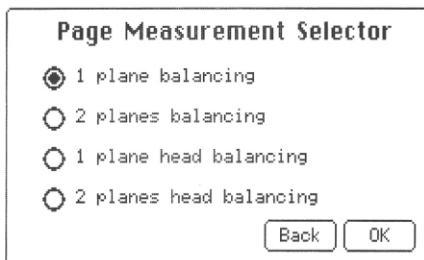 Page Measurement Selector
1 plane balancing
2 planes balancing
1 plane head balancing
2 planes head balancing
Back OK